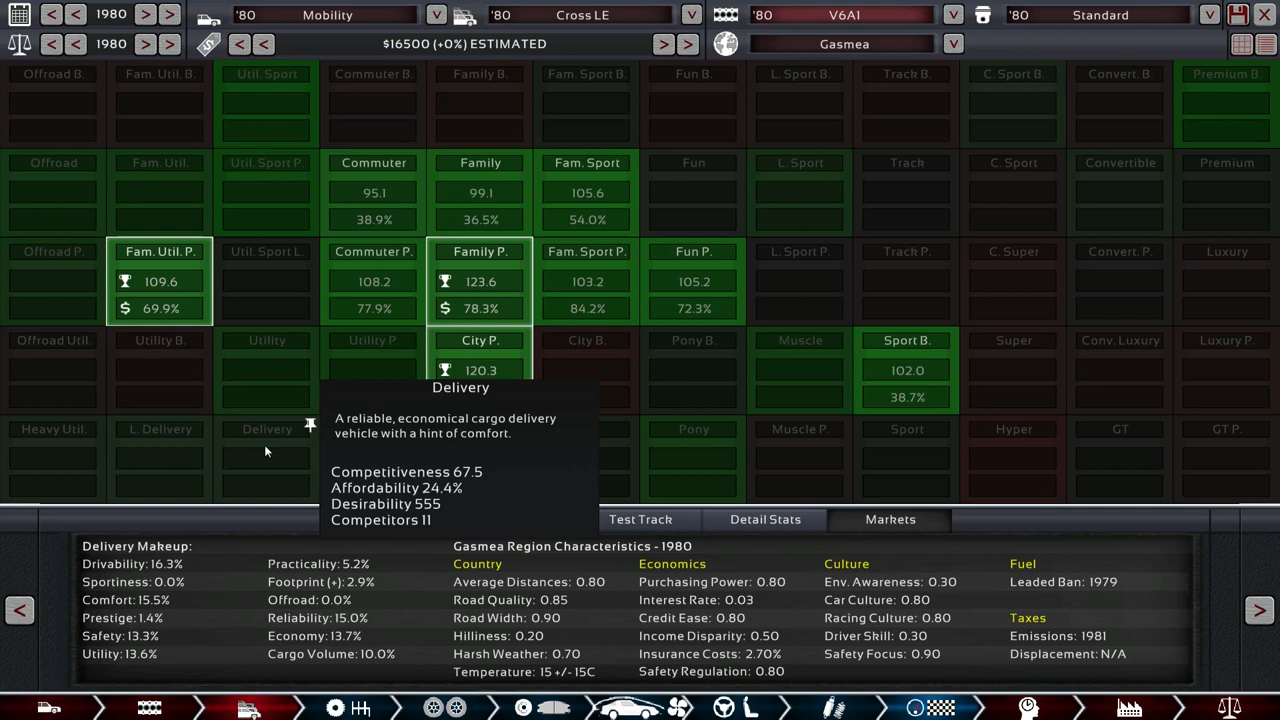 1980 '80 Mobility '80 Cross LE '80 V6A1 '80 Standard
1980 $16500 (+0%) ESTIMATED Gasmea
Offroad B. Fam. Util. B. Util. Sport Commuter B. Family B. Fam. Sport B. Fun B. L. Sport B. Track B. C. Sport B. Convert. B. Premium B.
Offroad Fam. Util. Util. Sport P. Commuter Family Fam. Sport Fun L. Sport Track C. Sport Convertible Premium
95.1 99.1 105.6
38.9% 36.5% 54.0%
Offroad P. Fam. Util. P. Util. Sport L. Commuter P. Family P. Fam. Sport P. Fun P. L. Sport P. Track P. C. Super Convert. P. Luxury
109.6 108.2 123.6 103.2 105.2
$ 69.9% 77.9% $ 78.3% 84.2% 72.3%
Offroad Util. Utility B. Utility Utility P. City P. City B. Pony B. Muscle Sport B. Super Conv. Luxury Luxury P.
120.3 102.0
38.7%
Heavy Util. L. Delivery Delivery Pony Muscle P. Sport Hyper GT GT P.
Delivery
A reliable, economical cargo delivery
vehicle with a hint of comfort.
Competitiveness 67.5
Affordability 24.4%
Desirability 555
Competitors 11
Test Track Detail Stats Markets
Delivery Makeup: Gasmea Region Characteristics - 1980
Drivability: 16.3% Practicality: 5.2% Country Economics Culture Fuel
Sportiness: 0.0% Footprint (+): 2.9% Average Distances: 0.80 Purchasing Power: 0.80 Env. Awareness: 0.30 Leaded Ban: 1979
Comfort: 15.5% Offroad: 0.0% Road Quality: 0.85 Interest Rate: 0.03 Car Culture: 0.80
Prestige: 1.4% Reliability: 15.0% Road Width: 0.90 Credit Ease: 0.80 Racing Culture: 0.80 Taxes
Safety: 13.3% Economy: 13.7% Hilliness: 0.20 Income Disparity: 0.50 Driver Skill: 0.30 Emissions: 1981
Utility: 13.6% Cargo Volume: 10.0% Harsh Weather: 0.70 Insurance Costs: 2.70% Safety Focus: 0.90 Displacement: N/A
Temperature: 15 +/- 15C Safety Regulation: 0.80